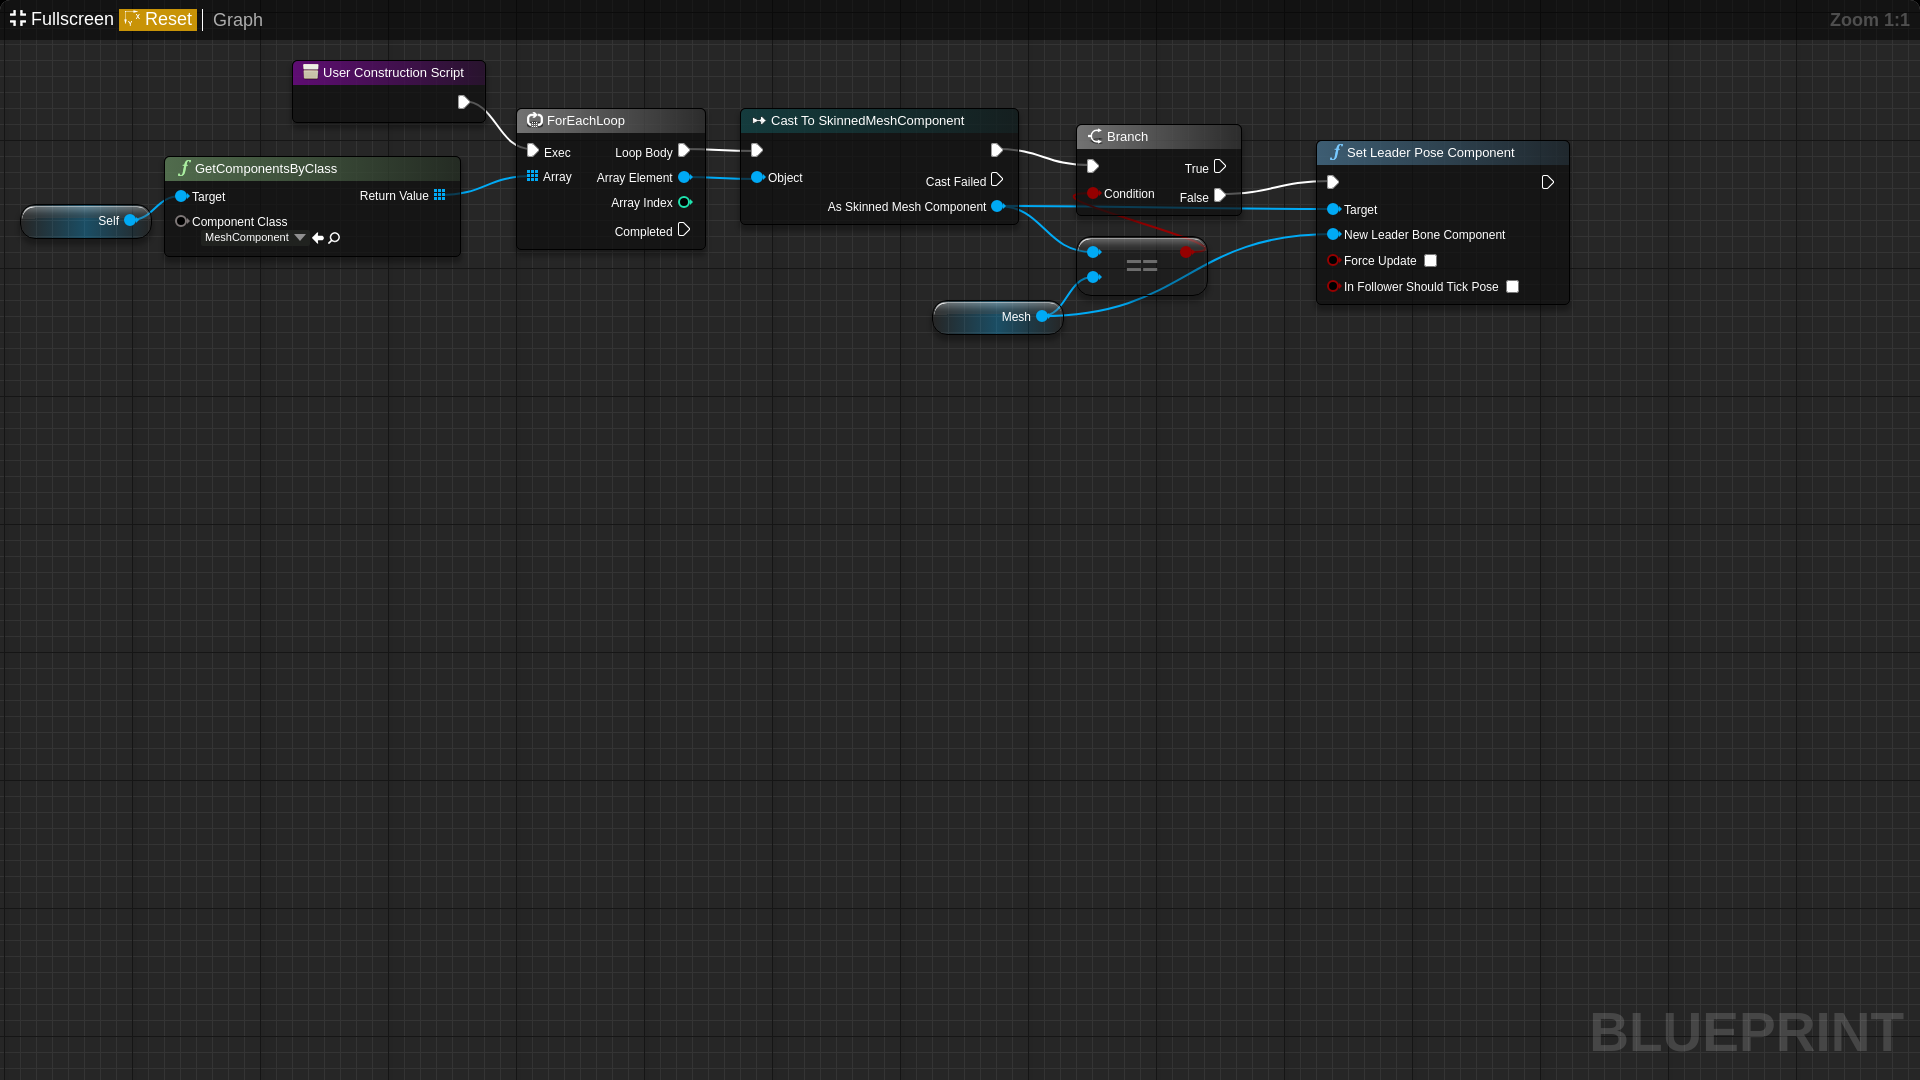 Fullscreen Reset Graph Zoom 1:1
User Construction Script
GetComponentsByClass
Target Return Value
Component Class
MeshComponent
Self
ForEachLoop
Exec Loop Body
Array Array Element
Array Index
Completed
Cast To SkinnedMeshComponent
Object Cast Failed
As Skinned Mesh Component
Branch
True
Condition False
==
Mesh
Set Leader Pose Component
Target
New Leader Bone Component
Force Update
In Follower Should Tick Pose
BLUEPRINT